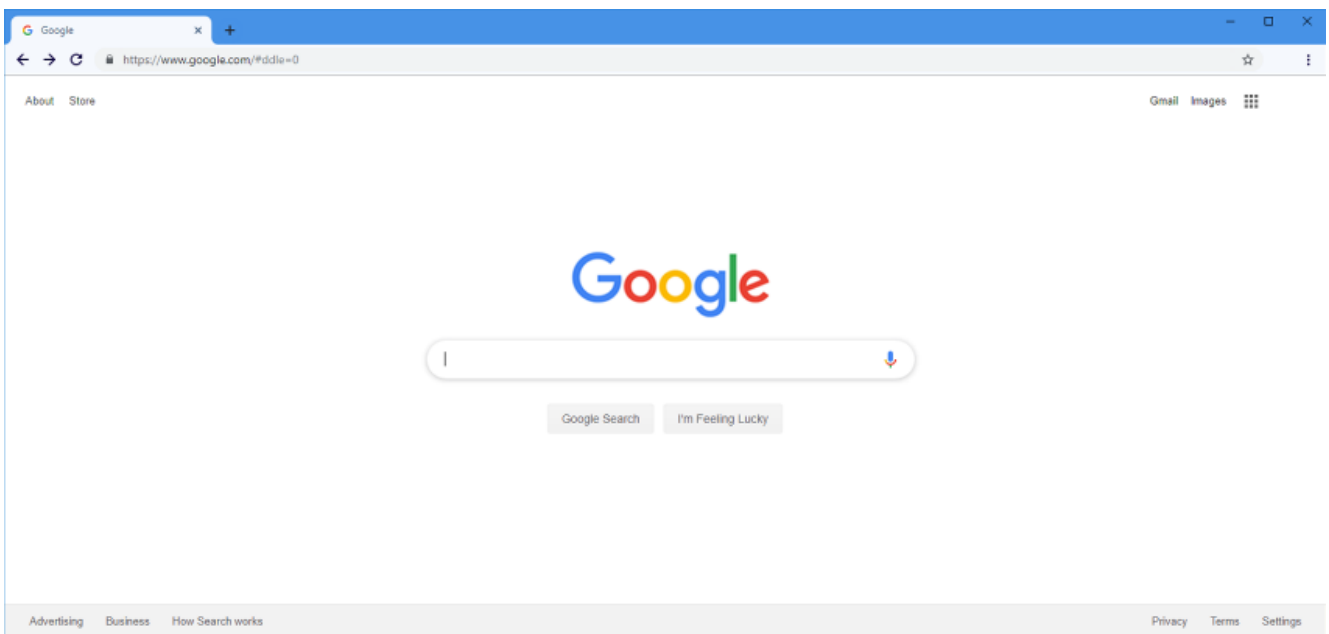 Google
https://www.google.com/#ddle=0
About Store
Gmail Images
Google
Google Search I'm Feeling Lucky
Advertising Business How Search works
Privacy Terms Settings